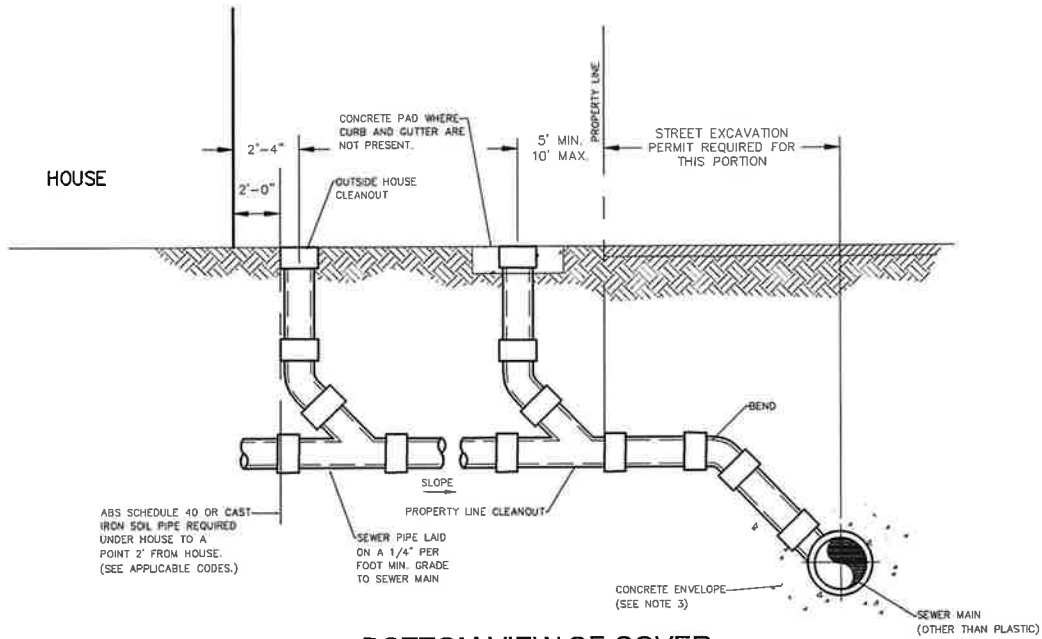 PROPERTY LINE
CONCRETE PAD WHERE
CURB AND GUTTER ARE
NOT PRESENT.
5' MIN.
10' MAX.
STREET EXCAVATION
PERMIT REQUIRED FOR
THIS PORTION
2'-4"
HOUSE
2'-0"
OUTSIDE HOUSE
CLEANOUT
BEND
SLOPE
PROPERTY LINE CLEANOUT
ABS SCHEDULE 40 OR CAST
IRON SOIL PIPE REQUIRED
UNDER HOUSE TO A
POINT 2' FROM HOUSE.
(SEE APPLICABLE CODES.)
SEWER PIPE LAID
ON A 1/4" PER
FOOT MIN. GRADE
TO SEWER MAIN
CONCRETE ENVELOPE
(SEE NOTE 3)
SEWER MAIN
(OTHER THAN PLASTIC)
BOTTOM VIEW OF COVER